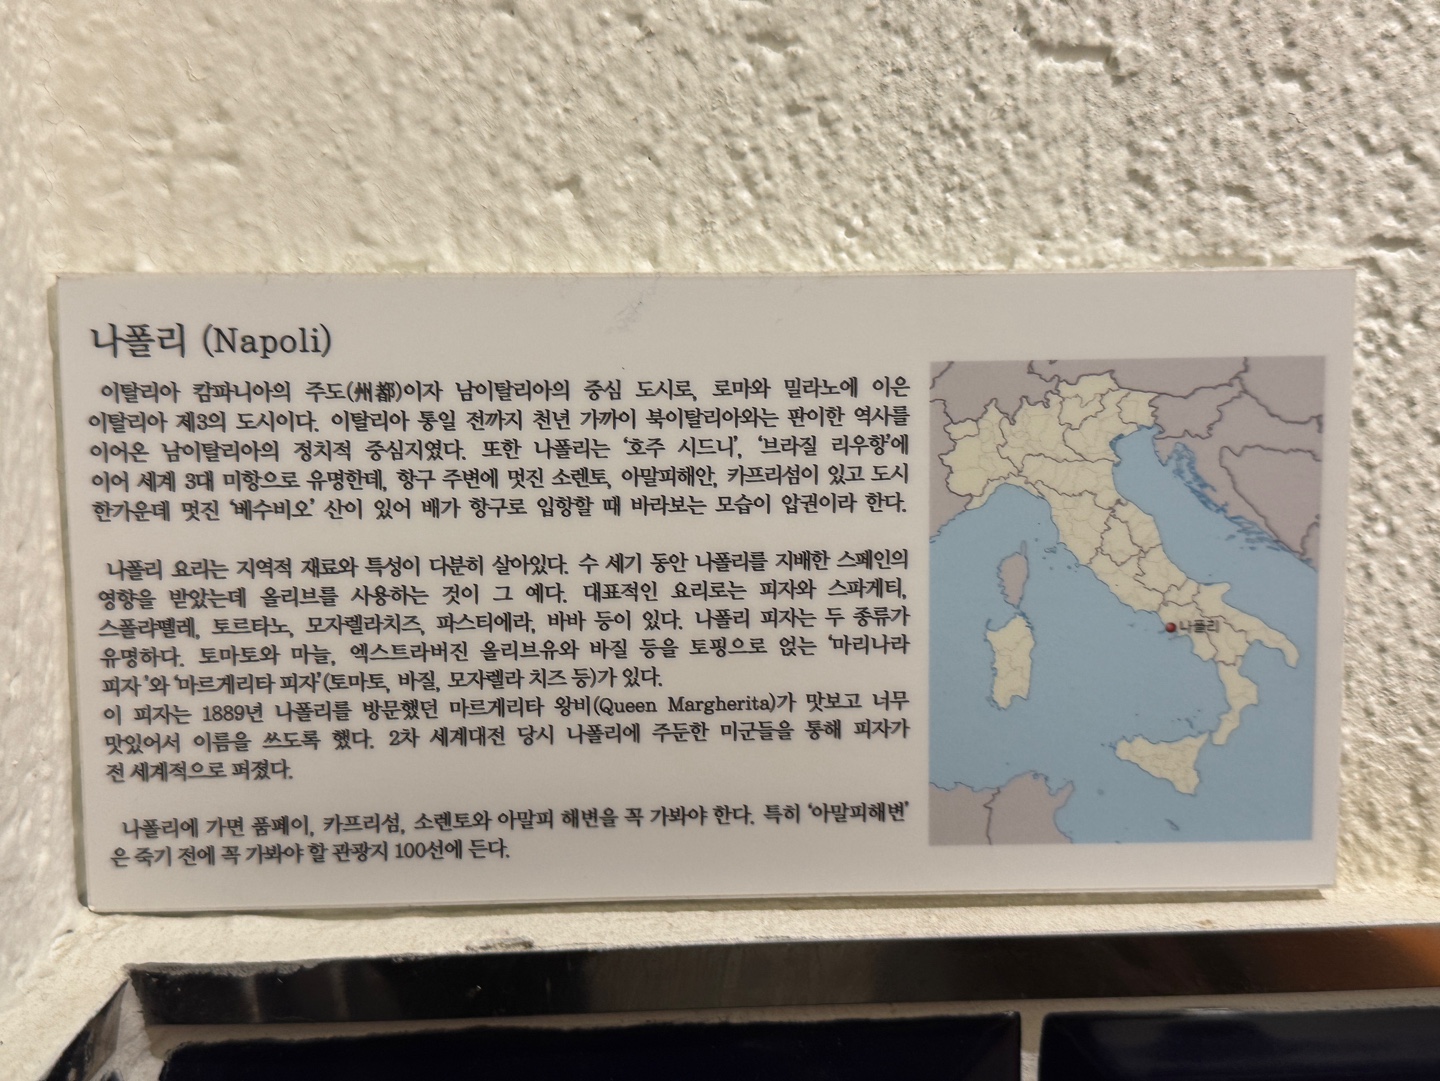 나폴리 (Napoli)
이탈리아 캄파니아의 주도(州都)이자 남이탈리아의 중심 도시로, 로마와 밀라노에 이은
이탈리아 제3의 도시이다. 이탈리아 통일 전까지 천년 가까이 북이탈리아와는 판이한 역사를
이어온 남이탈리아의 정치적 중심지였다. 또한 나폴리는 ‘호주 시드니’, ‘브라질 리우항’에
이어 세계 3대 미항으로 유명한데, 항구 주변에 멋진 소렌토, 아말피해안, 카프리섬이 있고 도시
한가운데 멋진 ‘베수비오’ 산이 있어 배가 항구로 입항할 때 바라보는 모습이 압권이라 한다.
나폴리 요리는 지역적 재료와 특성이 다분히 살아있다. 수 세기 동안 나폴리를 지배한 스페인의
영향을 받았는데 올리브를 사용하는 것이 그 예다. 대표적인 요리로는 피자와 스파게티,
스폴랴뗄레, 토르타노, 모자렐라치즈, 파스티에라, 바바 등이 있다. 나폴리 피자는 두 종류가
유명하다. 토마토와 마늘, 엑스트라버진 올리브유와 바질 등을 토핑으로 얹는 ‘마리나라
피자’와 ‘마르게리타 피자’(토마토, 바질, 모자렐라 치즈 등)가 있다.
이 피자는 1889년 나폴리를 방문했던 마르게리타 왕비(Queen Margherita)가 맛보고 너무
맛있어서 이름을 쓰도록 했다. 2차 세계대전 당시 나폴리에 주둔한 미군들을 통해 피자가
전 세계적으로 퍼졌다.
나폴리에 가면 폼페이, 카프리섬, 소렌토와 아말피 해변을 꼭 가봐야 한다. 특히 ‘아말피해변’
은 죽기 전에 꼭 가봐야 할 관광지 100선에 든다.
나폴리